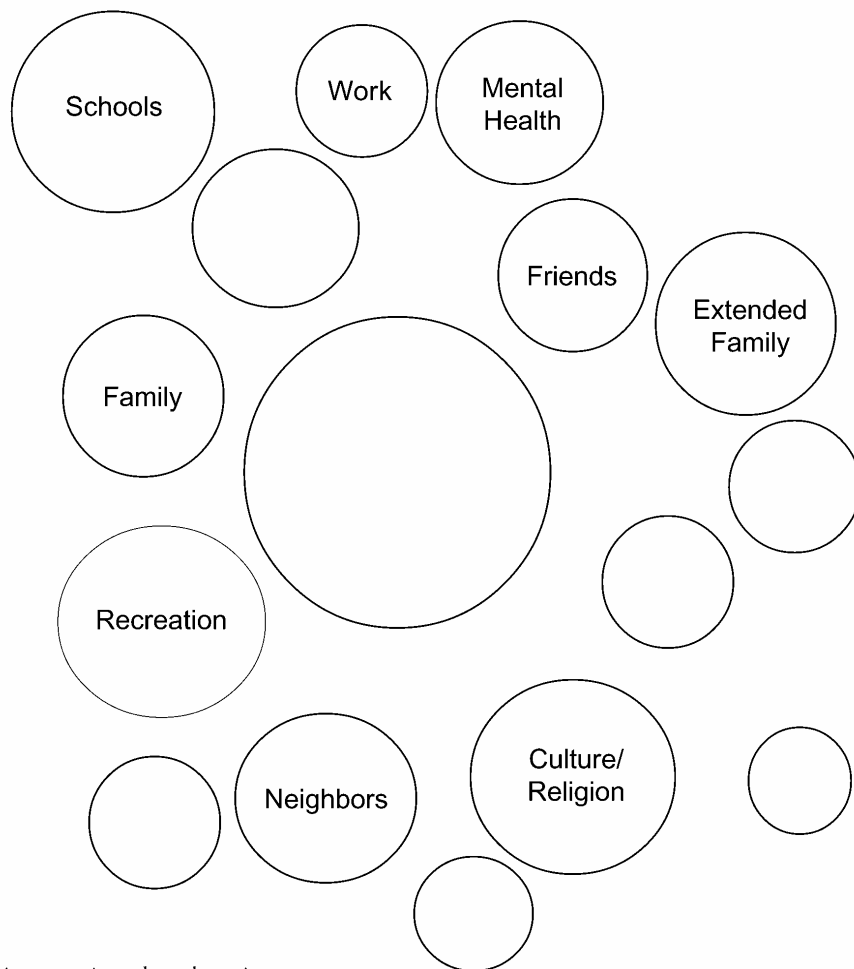 Schools
Work
Mental
Health
Friends
Extended
Family
Family
Recreation
Neighbors
Culture/
Religion